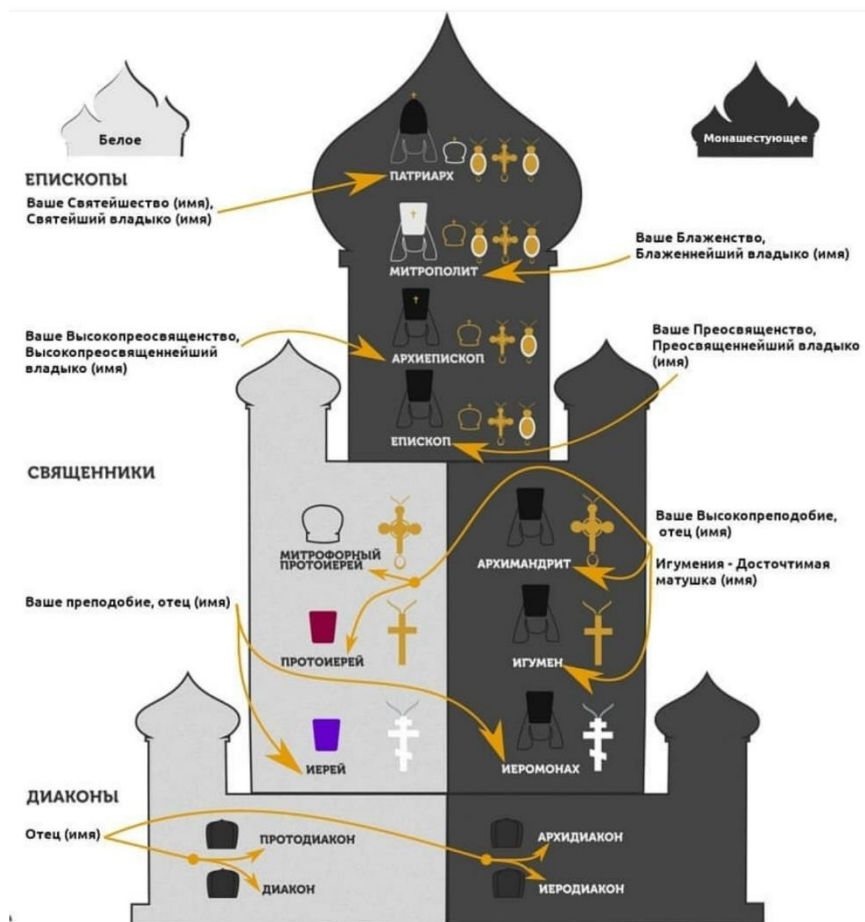 Белое
Монашестующее
ЕПИСКОПЫ
Ваше Святейшество (имя),
Святейший владыко (имя)
ПАТРИАРХ
МИТРОПОЛИТ
Ваше Блаженство,
Блаженнейший владыко (имя)
Ваше Высокопреосвященство,
Высокопреосвященнейший
владыко (имя)
АРХИЕПИСКОП
Ваше Преосвященство,
Преосвященнейший владыко
(имя)
ЕПИСКОП
СВЯЩЕННИКИ
МИТРОФОРНЫЙ
ПРОТОИЕРЕЙ
АРХИМАНДРИТ
Ваше Высокопреподобие,
отец (имя)
Игумения - Досточтимая
матушка (имя)
Ваше преподобие, отец (имя)
ПРОТОИЕРЕЙ
ИГУМЕН
ИЕРЕЙ
ИЕРОМОНАХ
ДИАКОНЫ
Отец (имя)
ПРОТОДИАКОН
АРХИДИАКОН
ДИАКОН
ИЕРОДИАКОН